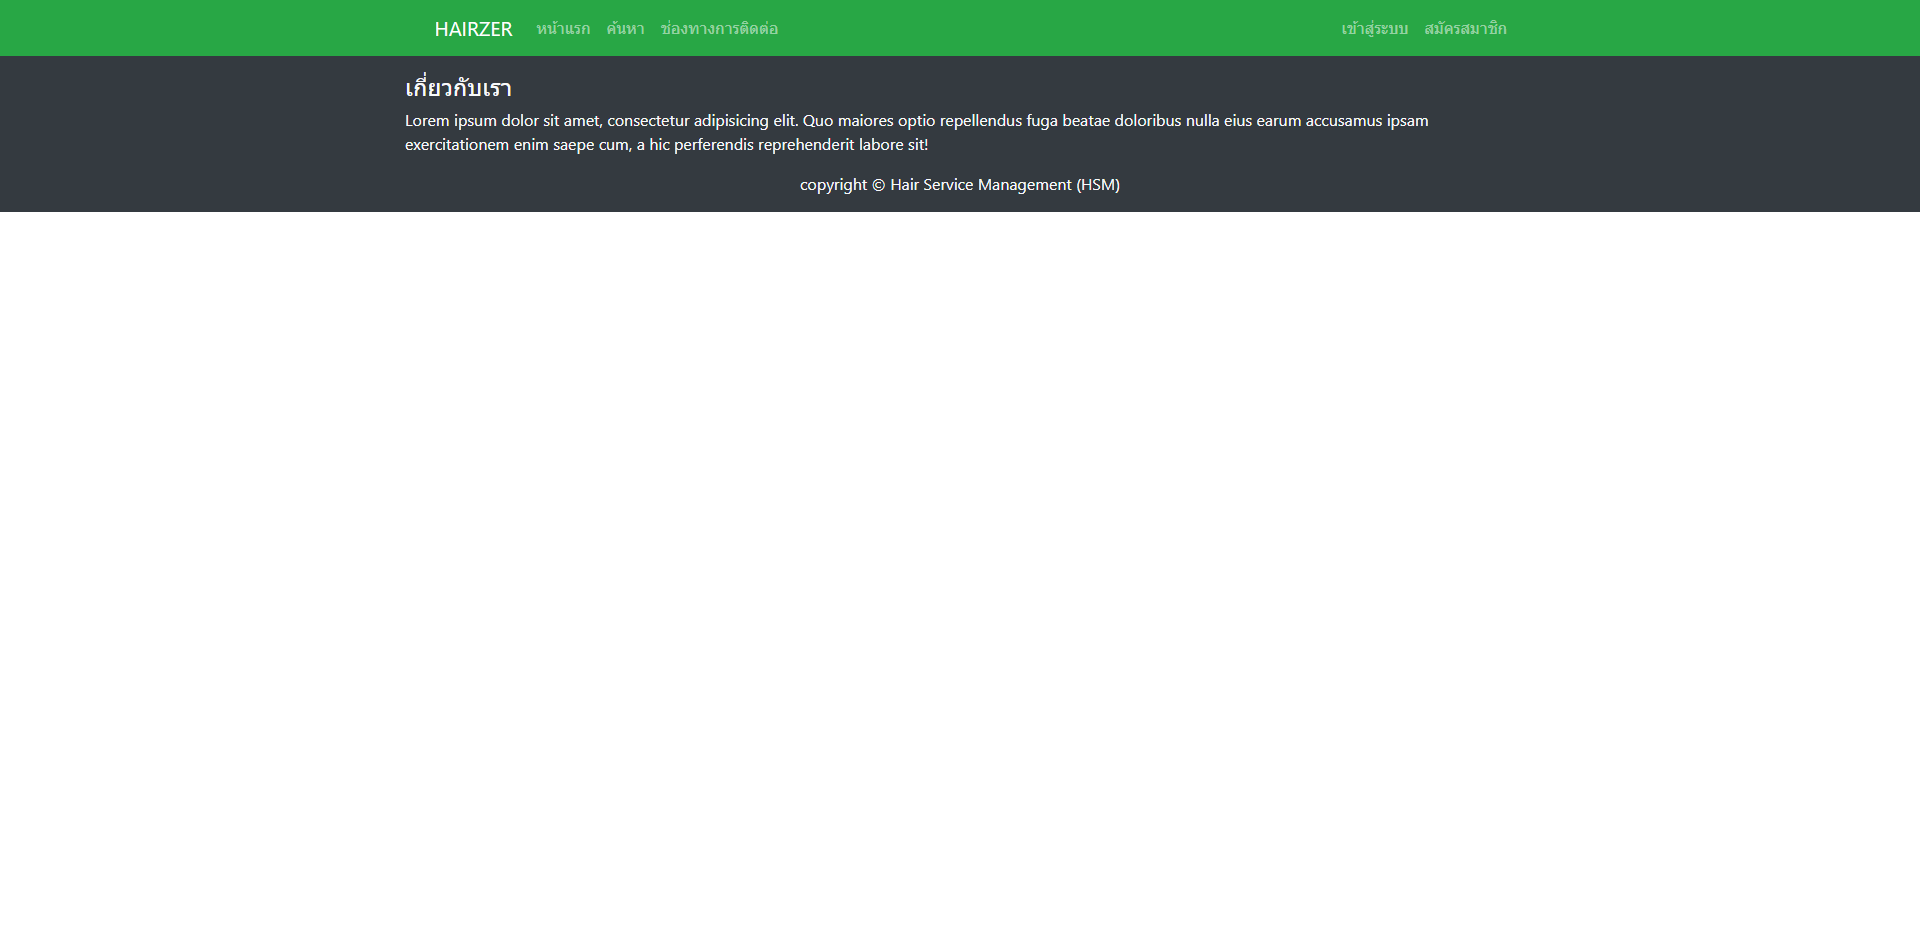 HAIRZER หน้าแรก ค้นหา ช่องทางการติดต่อ เข้าสู่ระบบ สมัครสมาชิก
เกี่ยวกับเรา
Lorem ipsum dolor sit amet, consectetur adipisicing elit. Quo maiores optio repellendus fuga beatae doloribus nulla eius earum accusamus ipsam
exercitationem enim saepe cum, a hic perferendis reprehenderit labore sit!
copyright © Hair Service Management (HSM)